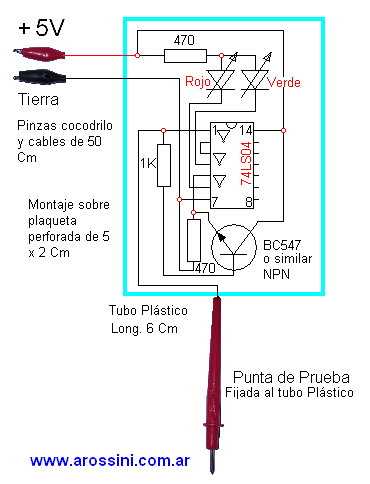 + 5V
470
Rojo
Verde
Tierra
Pinzas cocodrilo
y cables de 50
Cm
1
14
74LS04
1K
7
8
Montaje sobre
plaqueta
perforada de 5
x 2 Cm
BC547
o similar
NPN
470
Tubo Plástico
Long. 6 Cm
Punta de Prueba
Fijada al tubo Plástico
www.arossini.com.ar